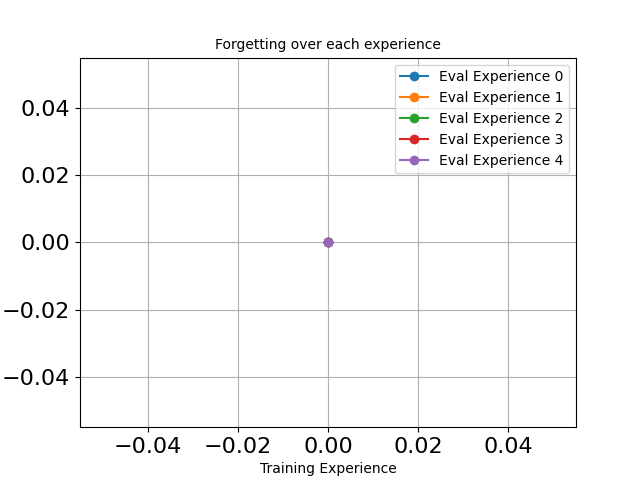 Forgetting over each experience
Eval Experience 0
Eval Experience 1
Eval Experience 2
Eval Experience 3
Eval Experience 4
0.04
0.02
0.00
−0.02
−0.04
−0.04 −0.02 0.00 0.02 0.04
Training Experience